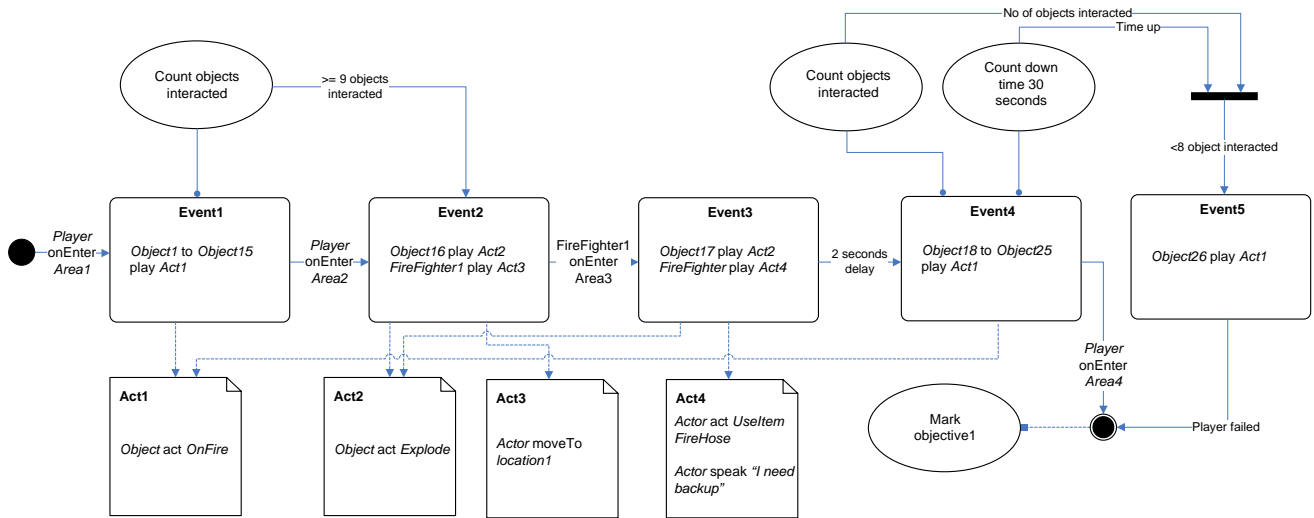 No of objects interacted
Time up
Count objects
interacted
>= 9 objects
interacted
Count objects
interacted
Count down
time 30
seconds
<8 object interacted
Player
onEnter
Area1
Event1
Object1 to Object15
play Act1
Player
onEnter
Area2
Event2
Object16 play Act2
FireFighter1 play Act3
FireFighter1
onEnter
Area3
Event3
Object17 play Act2
FireFighter play Act4
2 seconds
delay
Event4
Object18 to Object25
play Act1
Event5
Object26 play Act1
Player
onEnter
Area4
Player failed
Act1
Object act OnFire
Act2
Object act Explode
Act3
Actor moveTo
location1
Act4
Actor act UseItem
FireHose
Actor speak “I need
backup”
Mark
objective1